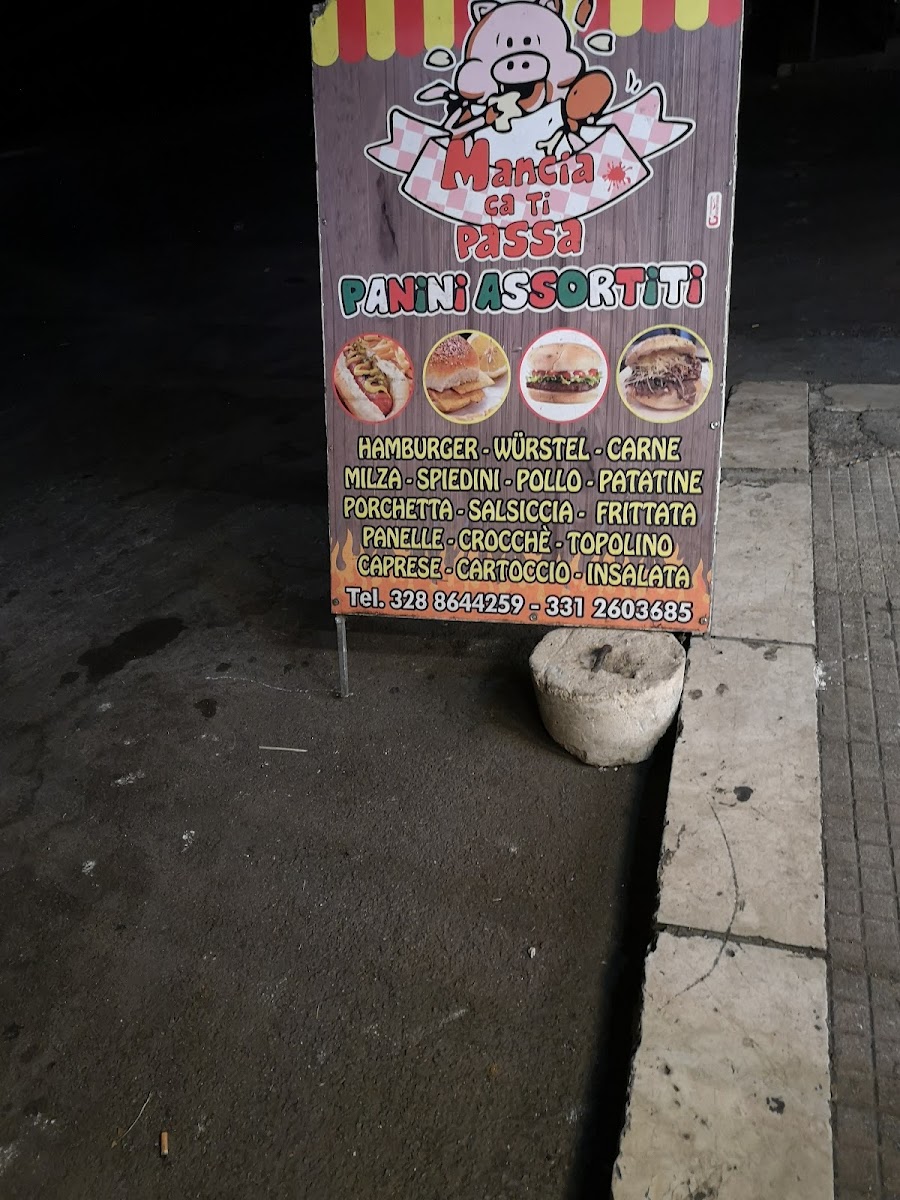 Mancia
ca Ti
passa
PANINI ASSORTITI
HAMBURGER - WÜRSTEL - CARNE
MILZA - SPIEDINI - POLLO - PATATINE
PORCHETTA - SALSICCIA - FRITTATA
PANELLE - CROCCHÈ - TOPOLINO
CAPRESE - CARTOCCIO - INSALATA
Tel. 328 8644259 - 331 2603685